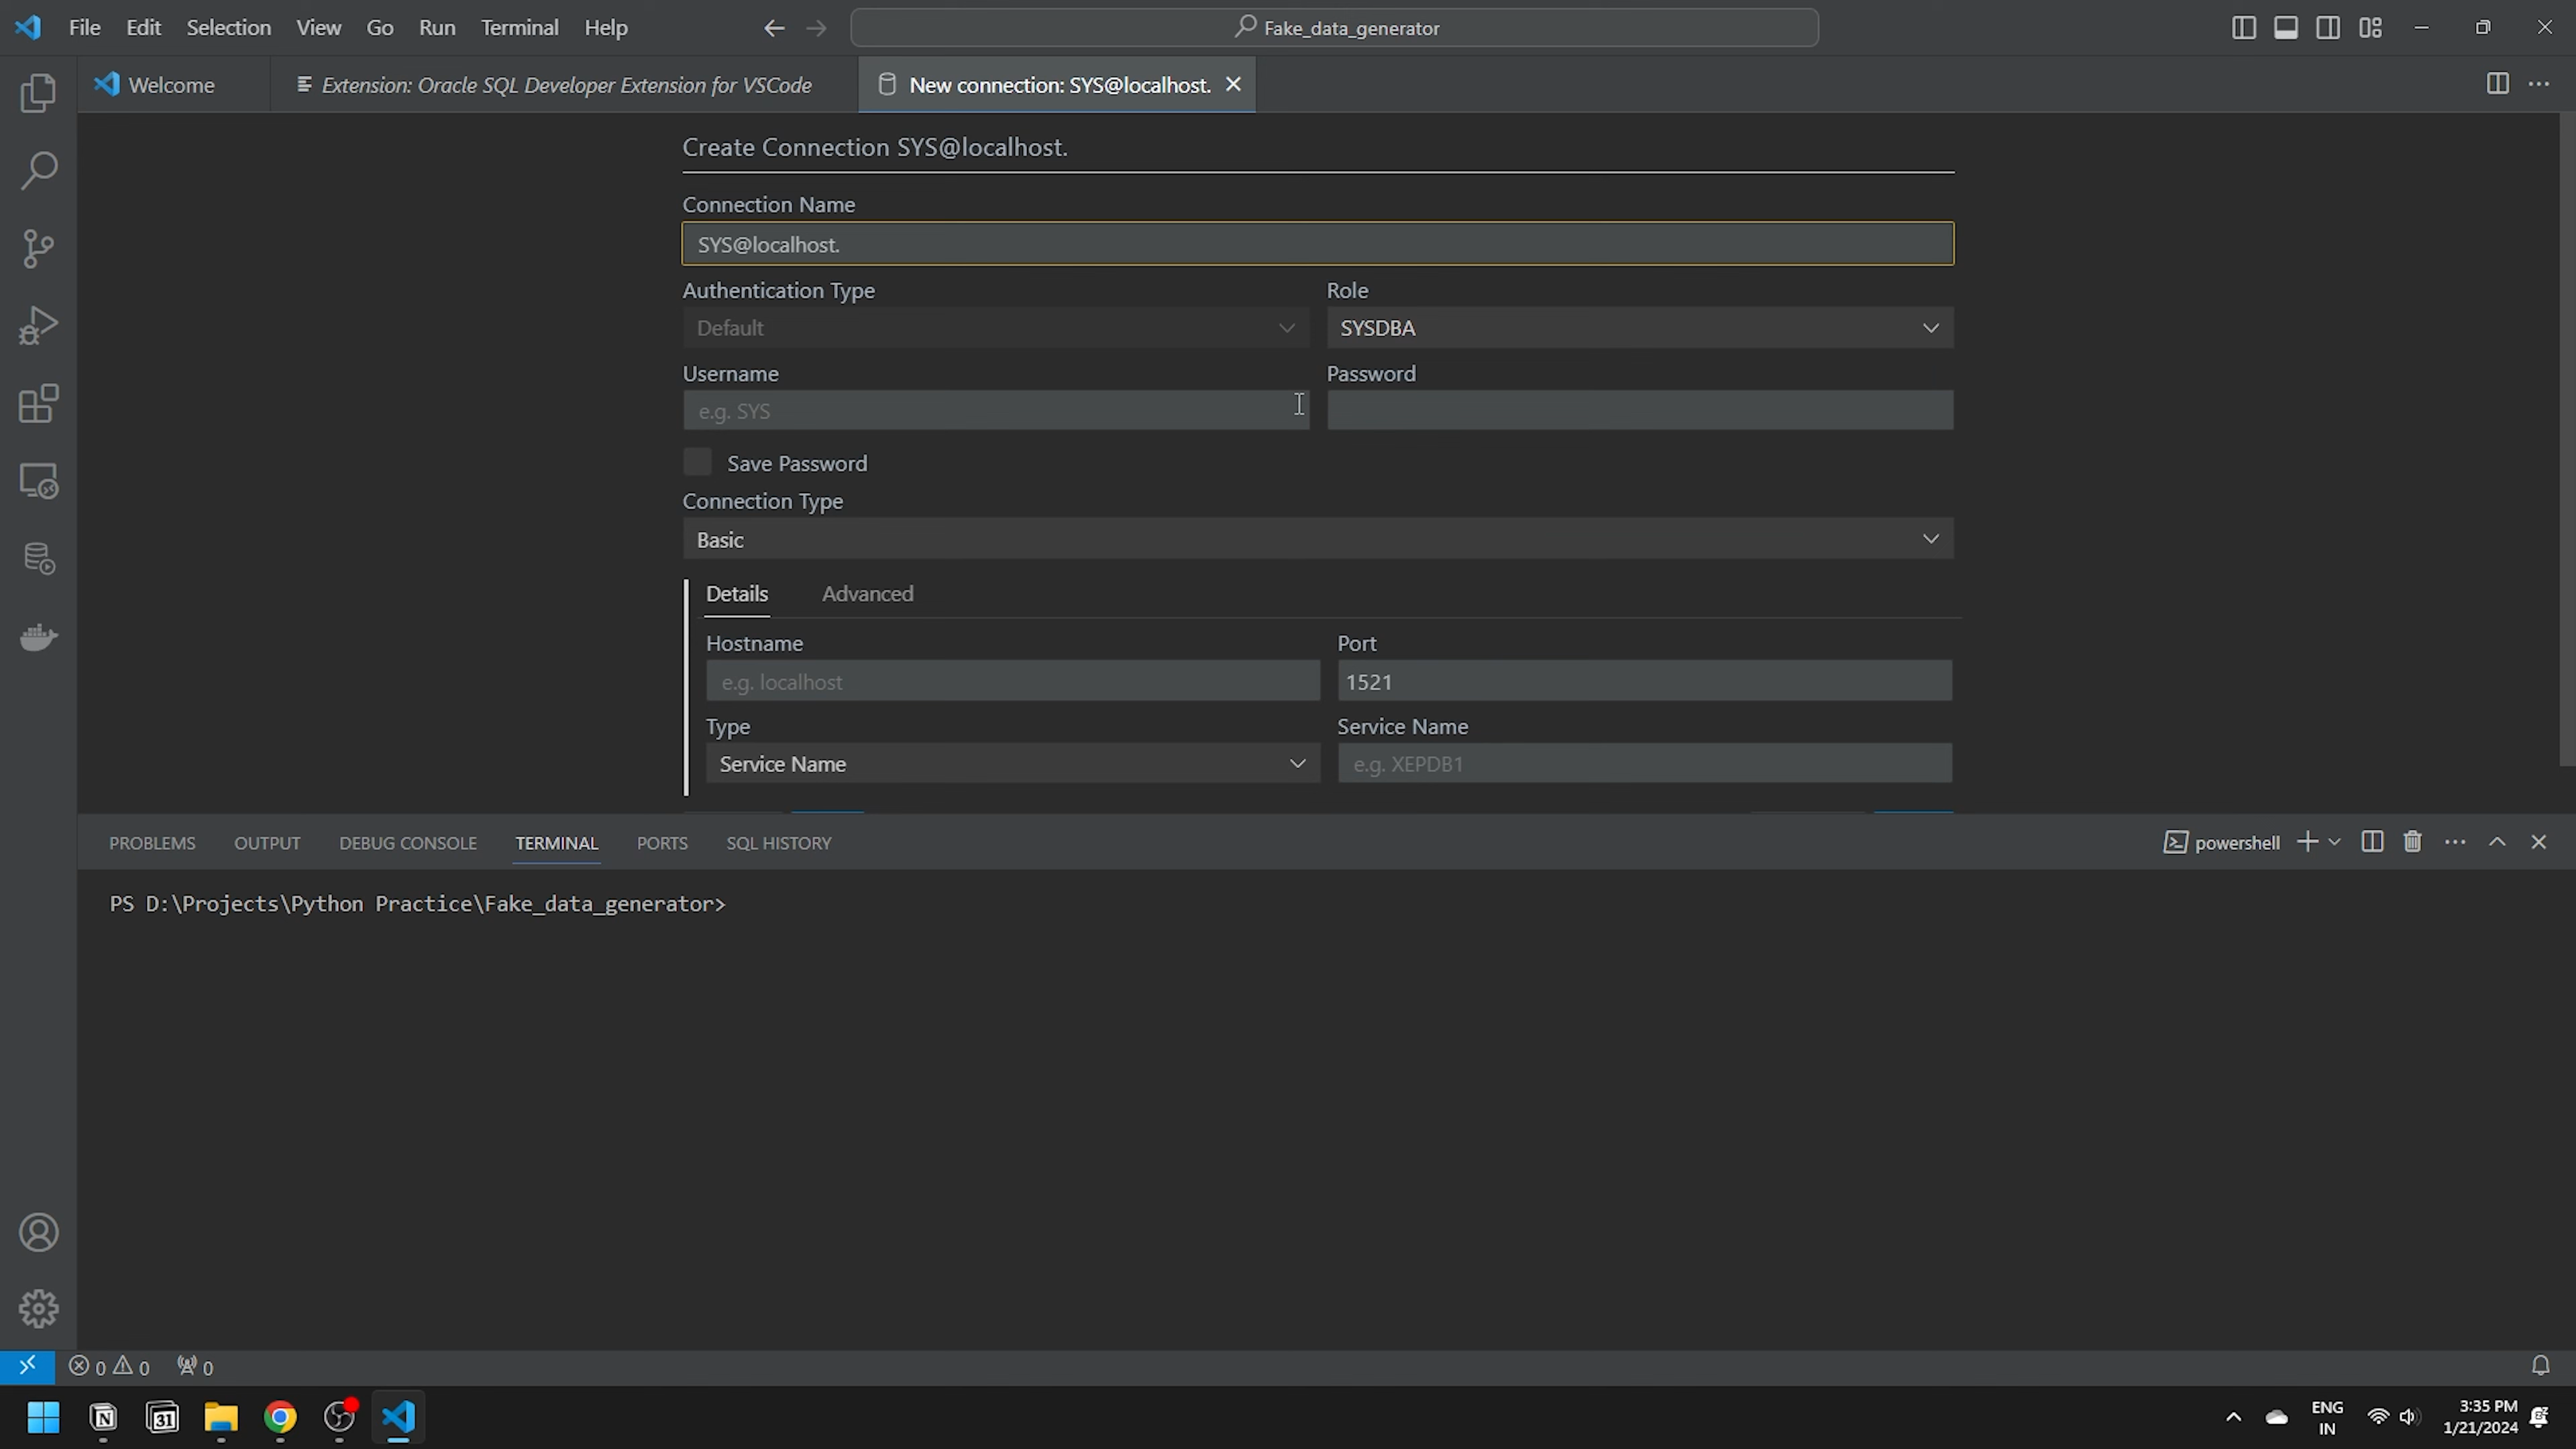 File Edit Selection View Go Run Terminal Help
Fake_data_generator
Welcome
Extension: Oracle SQL Developer Extension for VSCode
New connection: SYS@localhost.
Create Connection SYS@localhost.
Connection Name
SYS@localhost.
Authentication Type
Role
Default
SYSDBA
Username
Password
e.g. SYS
Save Password
Connection Type
Basic
Details
Advanced
Hostname
Port
e.g. localhost
1521
Type
Service Name
Service Name
e.g. XEPDB1
PROBLEMS OUTPUT DEBUG CONSOLE TERMINAL PORTS SQL HISTORY
powershell
PS D:\Projects\Python Practice\Fake_data_generator>
0 0 0
31
ENG
IN
3:35 PM
1/21/2024